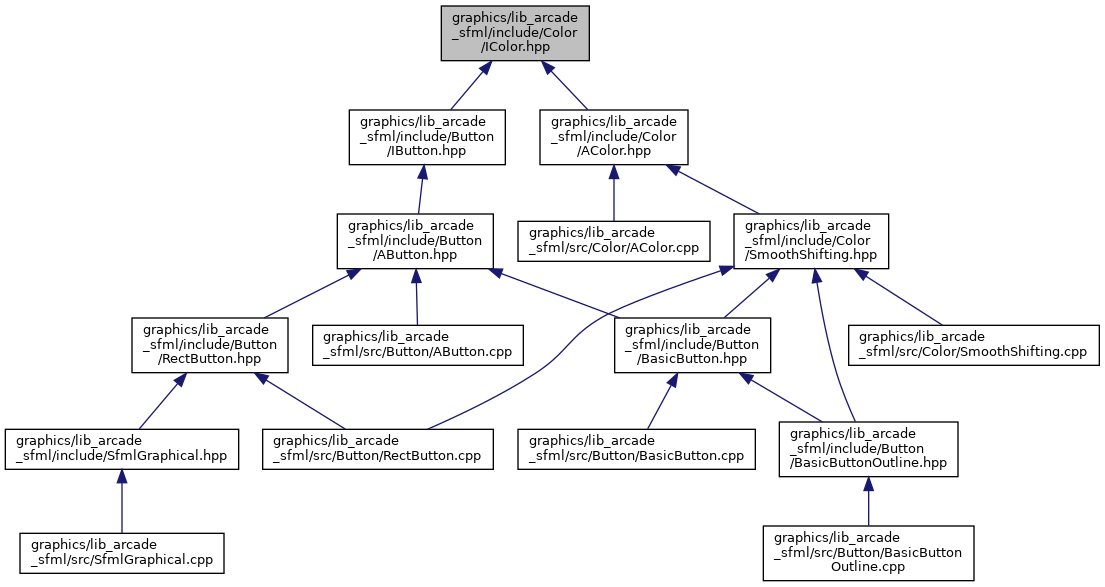 graphics/lib_arcade
_sfml/include/Color
/IColor.hpp
graphics/lib_arcade
_sfml/include/Button
/IButton.hpp
graphics/lib_arcade
_sfml/include/Color
/AColor.hpp
graphics/lib_arcade
_sfml/include/Button
/AButton.hpp
graphics/lib_arcade
_sfml/src/Color/AColor.cpp
graphics/lib_arcade
_sfml/include/Color
/SmoothShifting.hpp
graphics/lib_arcade
_sfml/include/Button
/RectButton.hpp
graphics/lib_arcade
_sfml/src/Button/AButton.cpp
graphics/lib_arcade
_sfml/include/Button
/BasicButton.hpp
graphics/lib_arcade
_sfml/src/Color/SmoothShifting.cpp
graphics/lib_arcade
_sfml/include/SfmlGraphical.hpp
graphics/lib_arcade
_sfml/src/Button/RectButton.cpp
graphics/lib_arcade
_sfml/src/Button/BasicButton.cpp
graphics/lib_arcade
_sfml/include/Button
/BasicButtonOutline.hpp
graphics/lib_arcade
_sfml/src/SfmlGraphical.cpp
graphics/lib_arcade
_sfml/src/Button/BasicButton
Outline.cpp